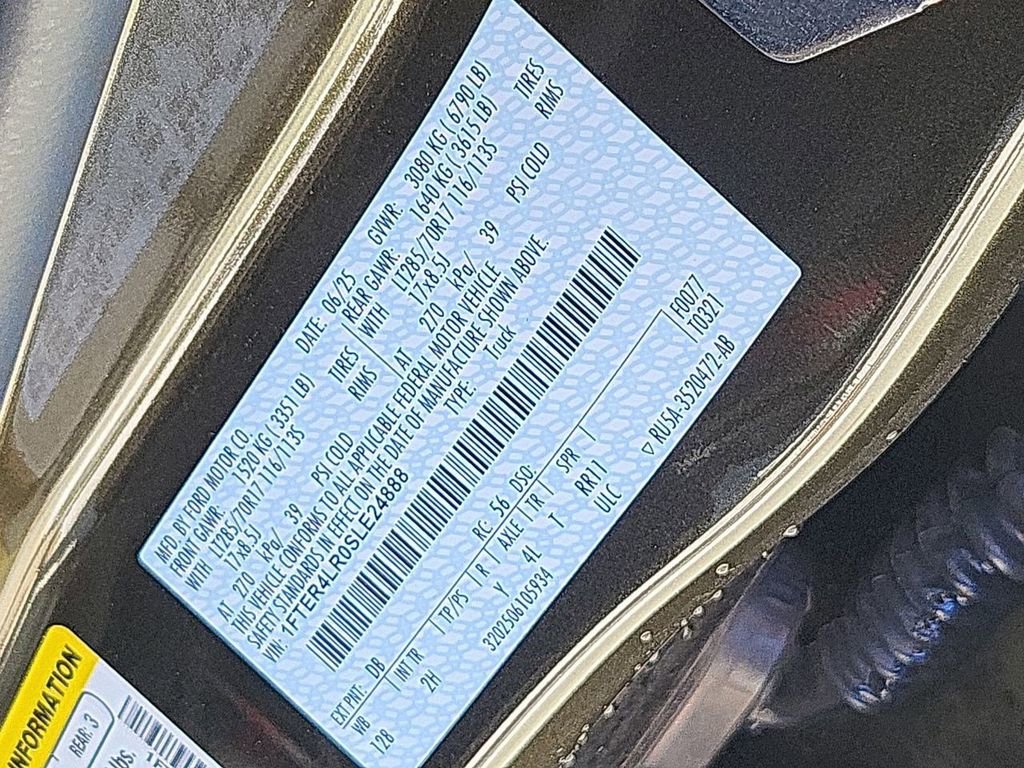 MFD. BY FORD MOTOR CO. DATE: 06/25 GVWR: 3080 KG ( 6790 LB)
FRONT GAWR: 1520 KG ( 3351 LB) REAR GAWR: 1640 KG ( 3615 LB)
WITH LT285/70R17 116/113S TIRES WITH LT285/70R17 116/113S TIRES
17x8.5J RIMS 17x8.5J RIMS
AT 270 kPa/ 39 PSI COLD AT 270 kPa/ 39 PSI COLD
THIS VEHICLE CONFORMS TO ALL APPLICABLE FEDERAL MOTOR VEHICLE
SAFETY STANDARDS IN EFFECT ON THE DATE OF MANUFACTURE SHOWN ABOVE.
VIN: 1FTER4LR0SLE24888 TYPE: Truck
EXT PNT: DB RC: 56 DSO: F0077
WB INT TR TP/PS R AXLE TR SPR T0321
128 2H Y 4L T RR11
3202506105934 ULC
▽ RU5A-3520472-AB
INFORMATION
REAR: 3
lbs.